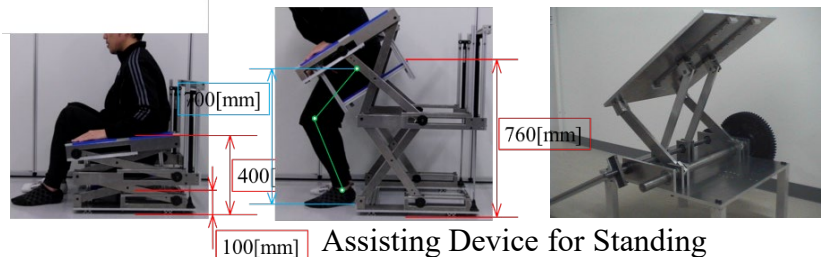 700[mm]
760[mm]
400[
100[mm]
Assisting Device for Standing